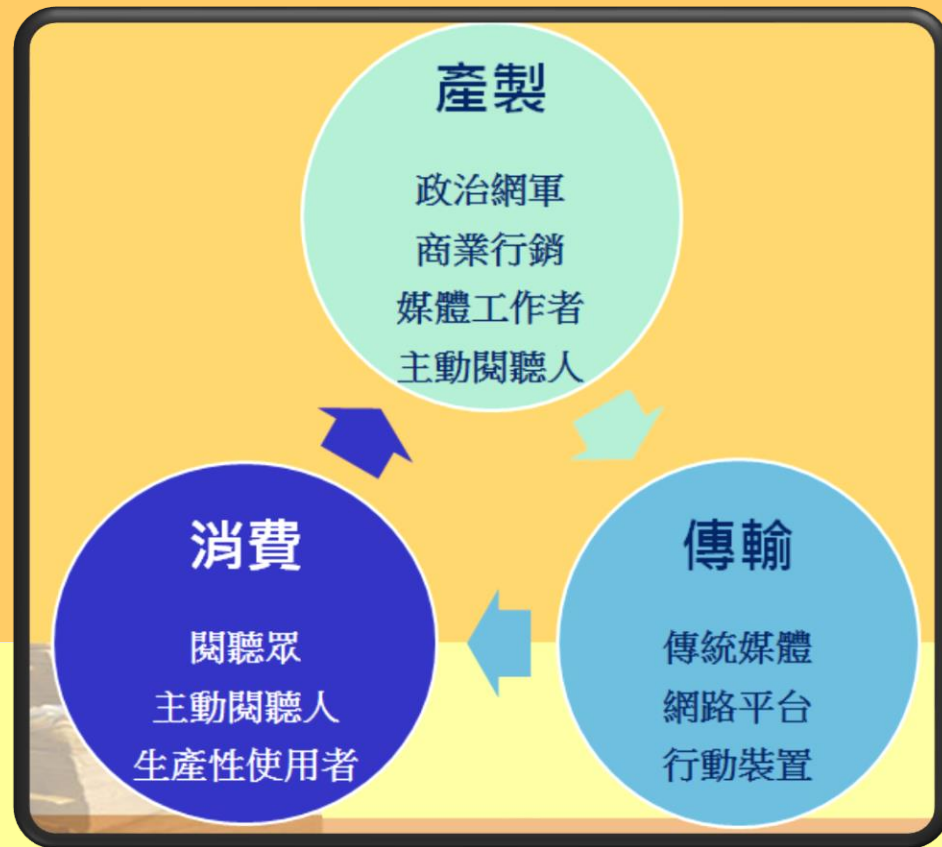 產製
政治網軍
商業行銷
媒體工作者
主動閱聽人
消費
閱聽眾
主動閱聽人
生產性使用者
傳輸
傳統媒體
網路平台
行動裝置